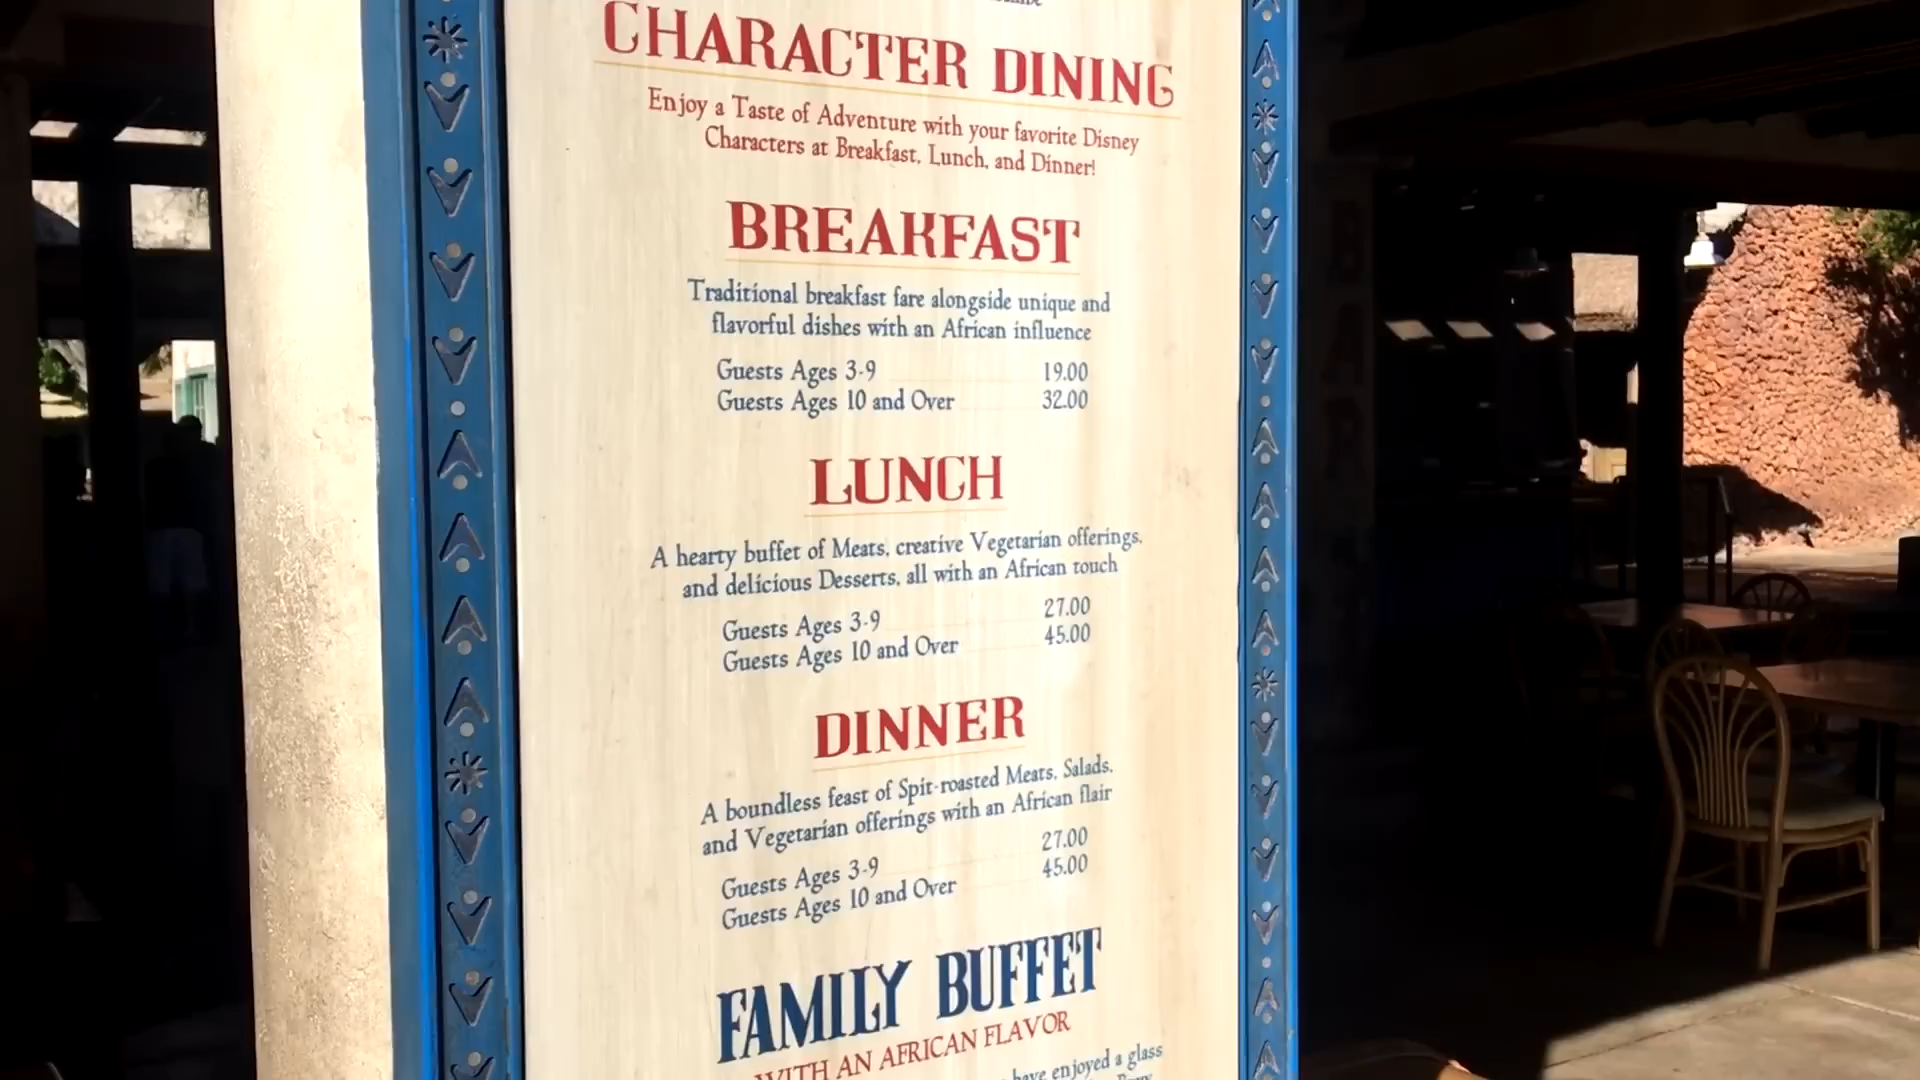 CHARACTER DINING
Enjoy a Taste of Adventure with your favorite Disney
Characters at Breakfast, Lunch, and Dinner!
BREAKFAST
Traditional breakfast fare alongside unique and
flavorful dishes with an African influence
Guests Ages 3-9 19.00
Guests Ages 10 and Over 32.00
LUNCH
A hearty buffet of Meats, creative Vegetarian offerings,
and delicious Desserts, all with an African touch
Guests Ages 3-9 27.00
Guests Ages 10 and Over 45.00
DINNER
A boundless feast of Spit-roasted Meats, Salads,
and Vegetarian offerings with an African flair
Guests Ages 3-9 27.00
Guests Ages 10 and Over 45.00
FAMILY BUFFET
WITH AN AFRICAN FLAVOR
have enjoyed a glass
BAR